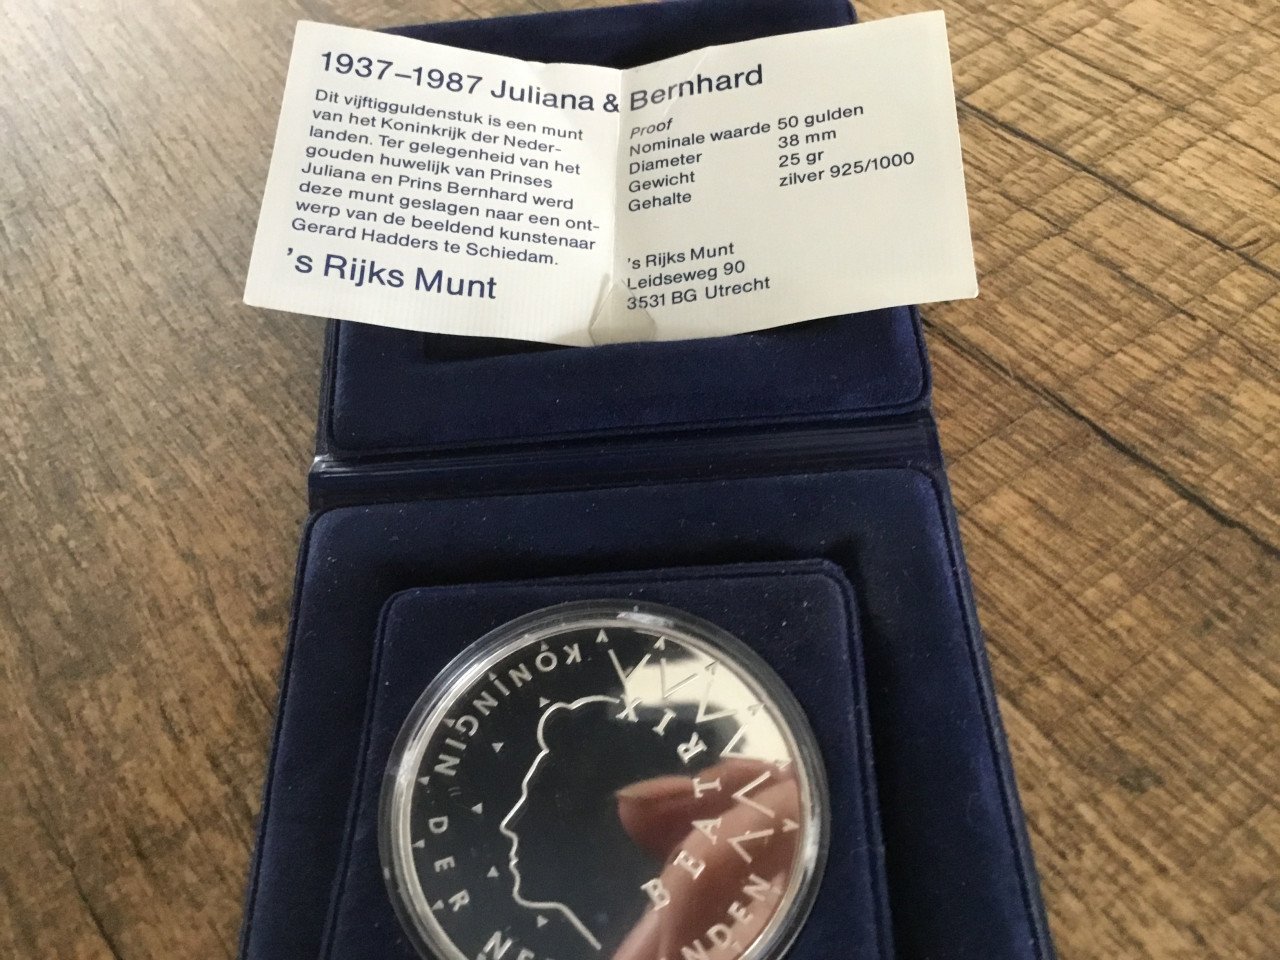 1937–1987 Juliana & Bernhard
Dit vijftigguldenstuk is een munt
van het Koninkrijk der Neder-
landen. Ter gelegenheid van het
gouden huwelijk van Prinses
Juliana en Prins Bernhard werd
deze munt geslagen naar een ont-
werp van de beeldend kunstenaar
Gerard Hadders te Schiedam.
's Rijks Munt
Proof
Nominale waarde 50 gulden
Diameter 38 mm
Gewicht 25 gr
Gehalte zilver 925/1000
's Rijks Munt
Leidseweg 90
3531 BG Utrecht
KONINGIN DER
BEATRIX